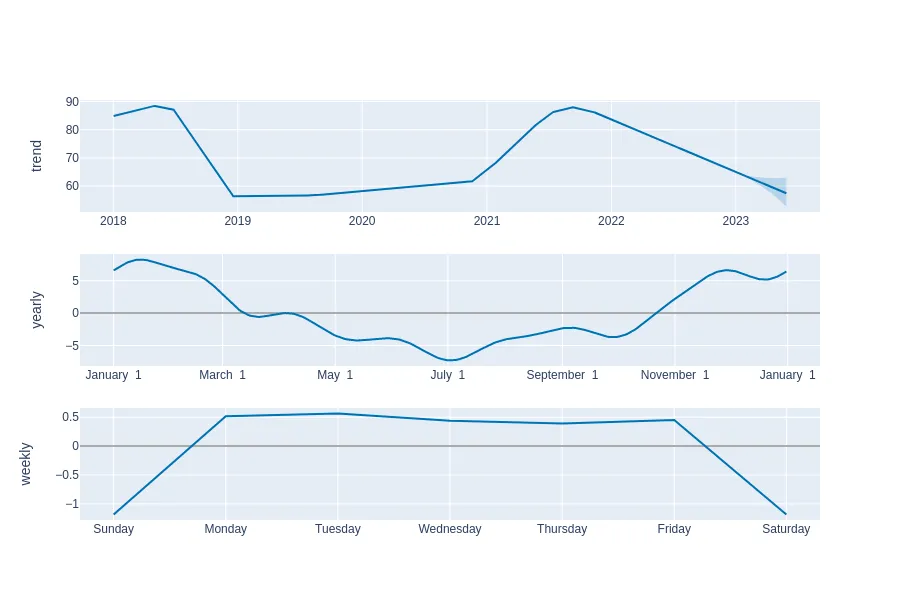 trend
90
80
70
60
2018 2019 2020 2021 2022 2023
yearly
5
0
−5
January 1 March 1 May 1 July 1 September 1 November 1 January 1
weekly
0.5
0
−0.5
−1
Sunday Monday Tuesday Wednesday Thursday Friday Saturday